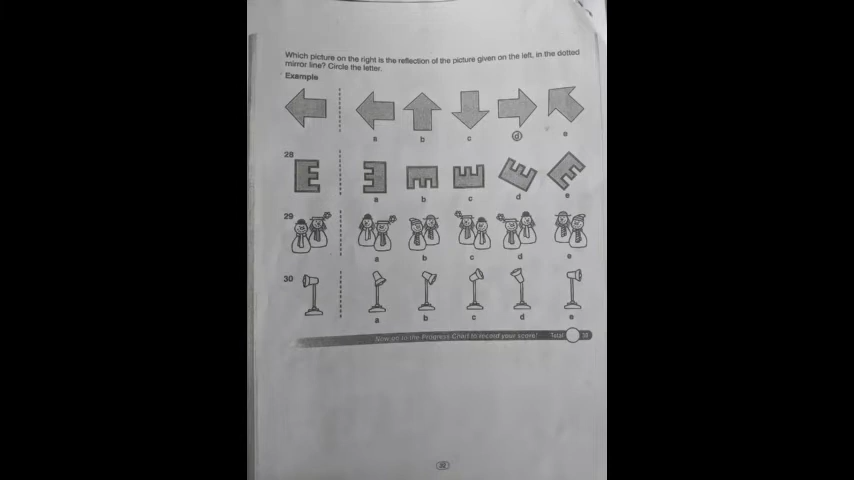 Which picture on the right is the reflection of the picture given on the left, in the dotted
mirror line? Circle the letter.
Example
a b c d e
28
a b c d e
29
a b c d e
30
a b c d e
Now go to the Progress Chart to record your score! Total 30